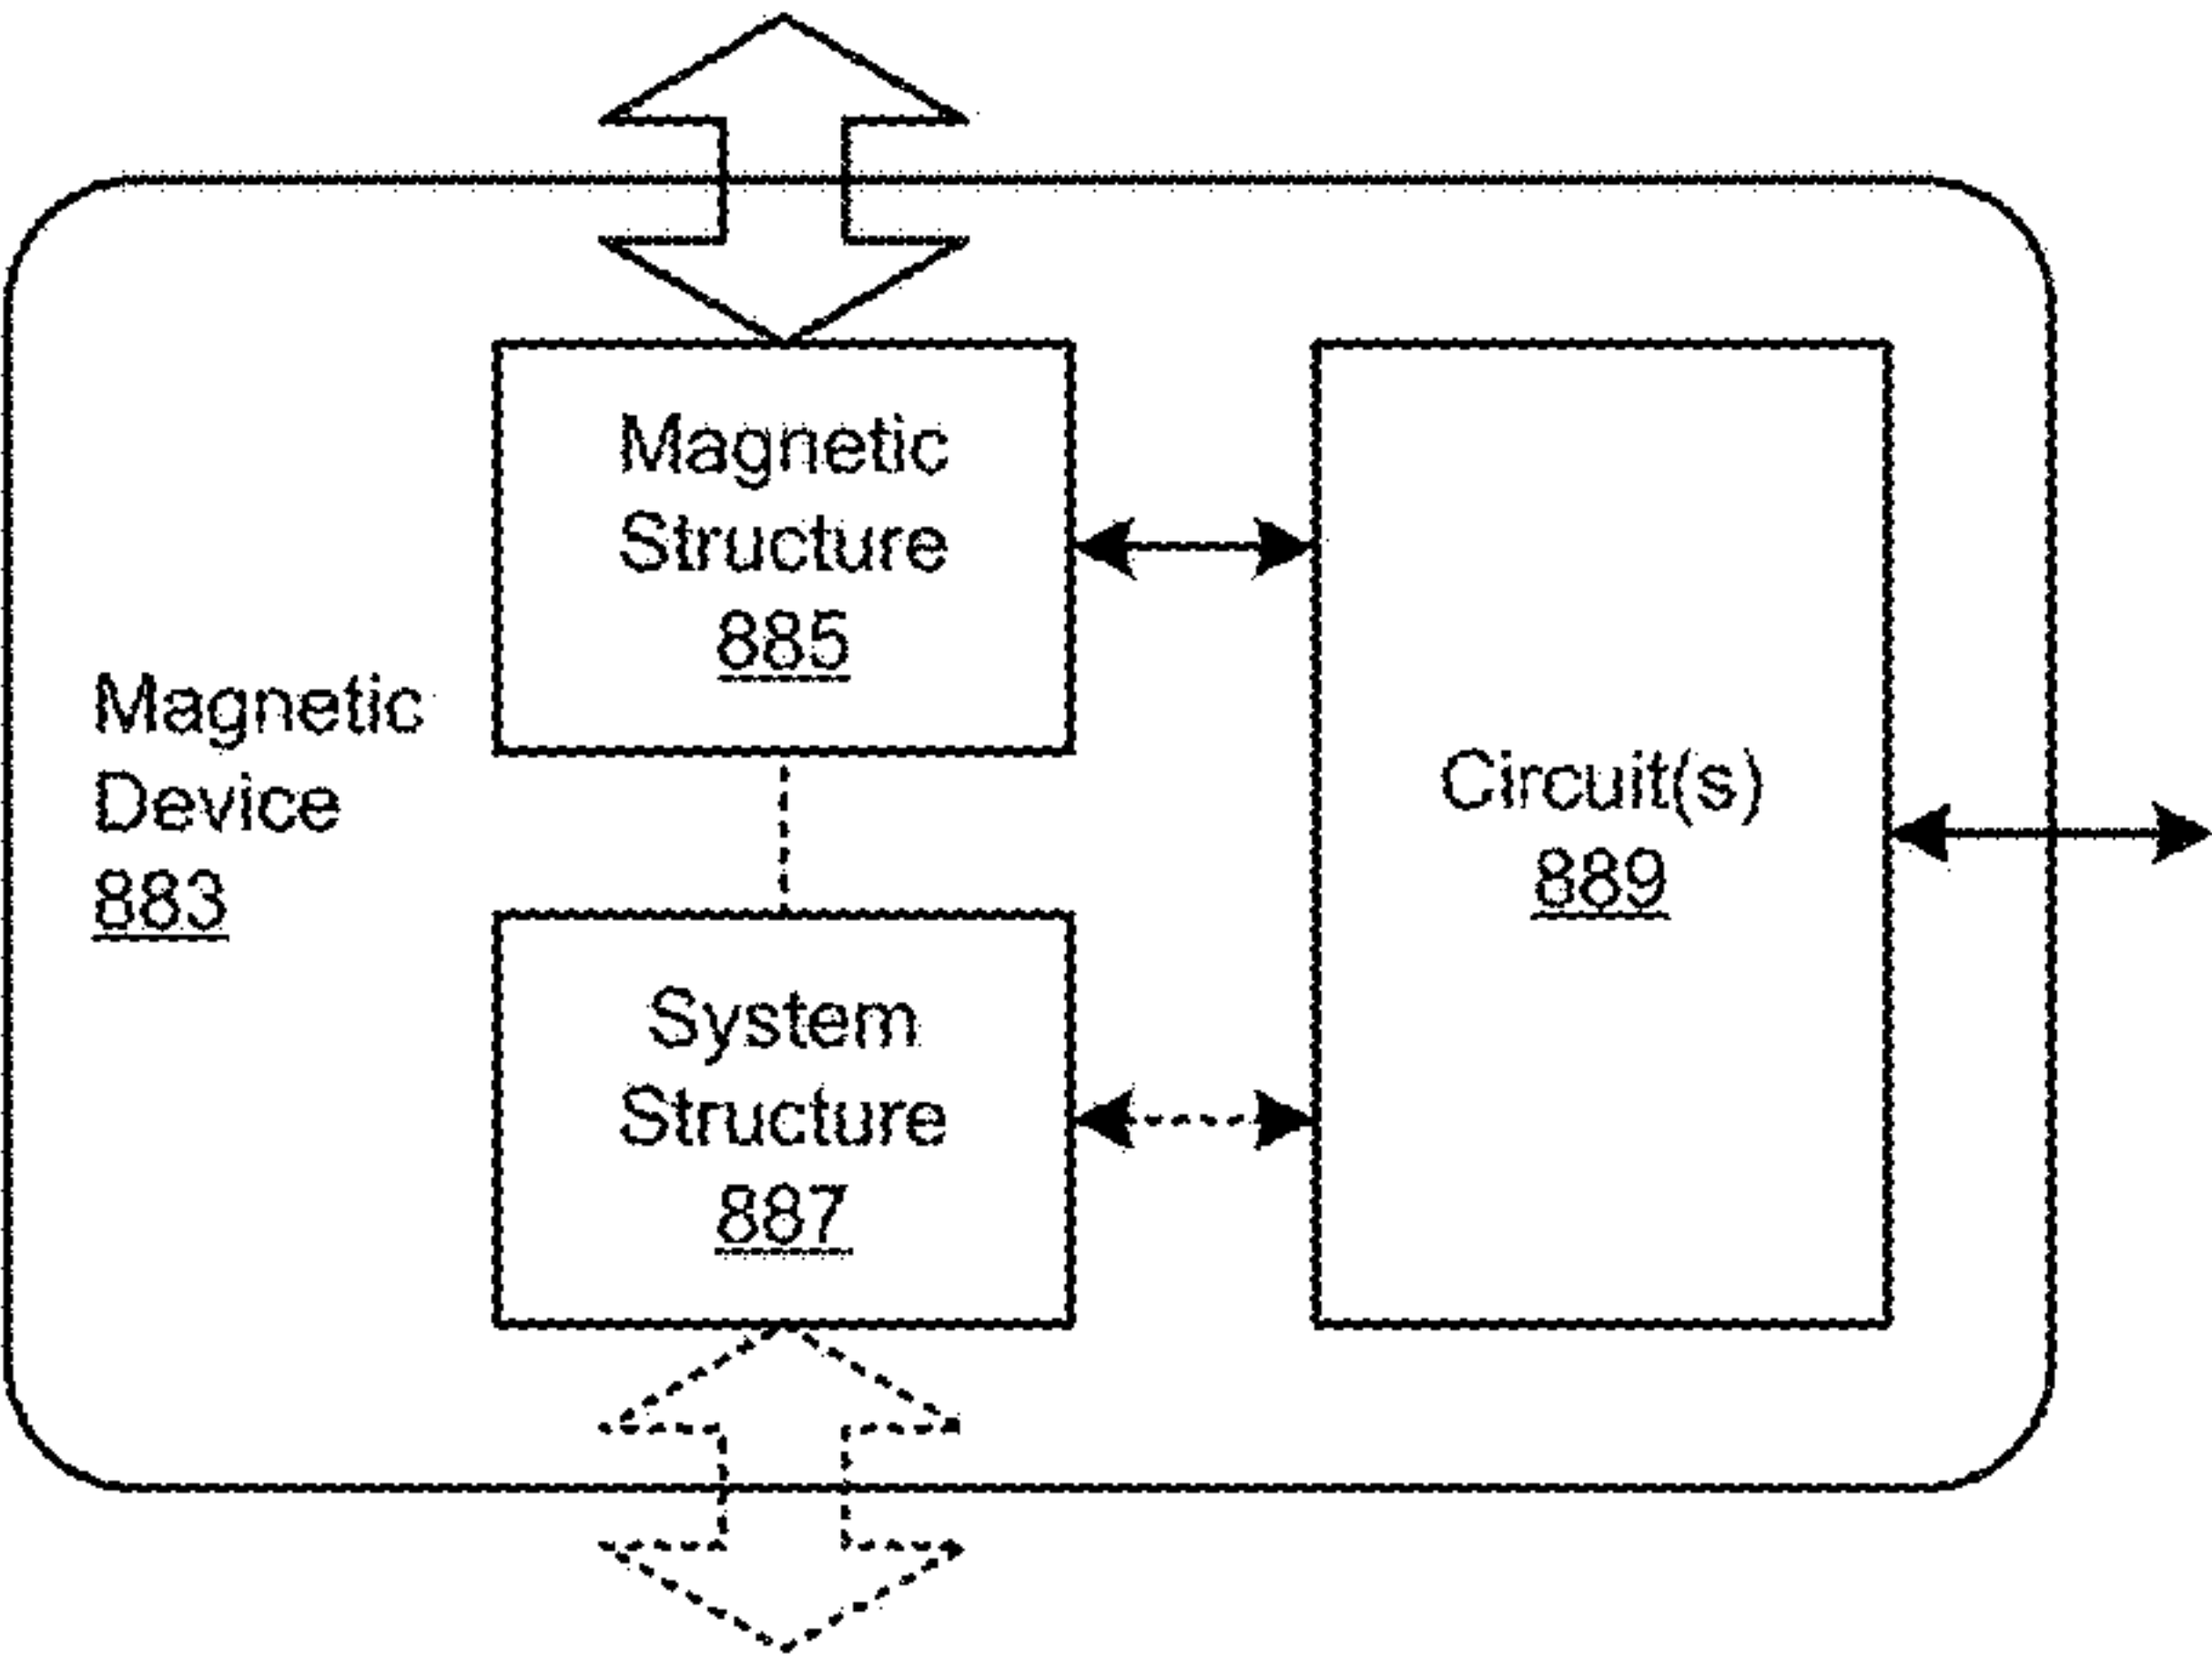 Magnetic
Structure
885
Magnetic
Device
883
Circuit(s)
889
System
Structure
887